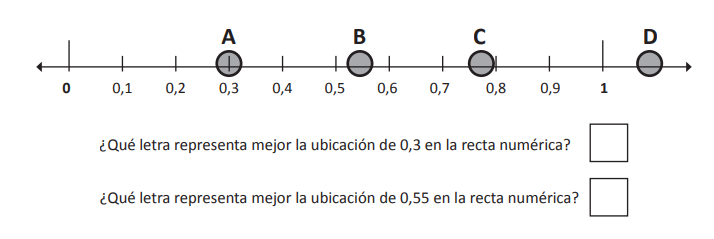 A B C D
0 0,1 0,2 0,3 0,4 0,5 0,6 0,7 0,8 0,9 1
¿Qué letra representa mejor la ubicación de 0,3 en la recta numérica?
¿Qué letra representa mejor la ubicación de 0,55 en la recta numérica?